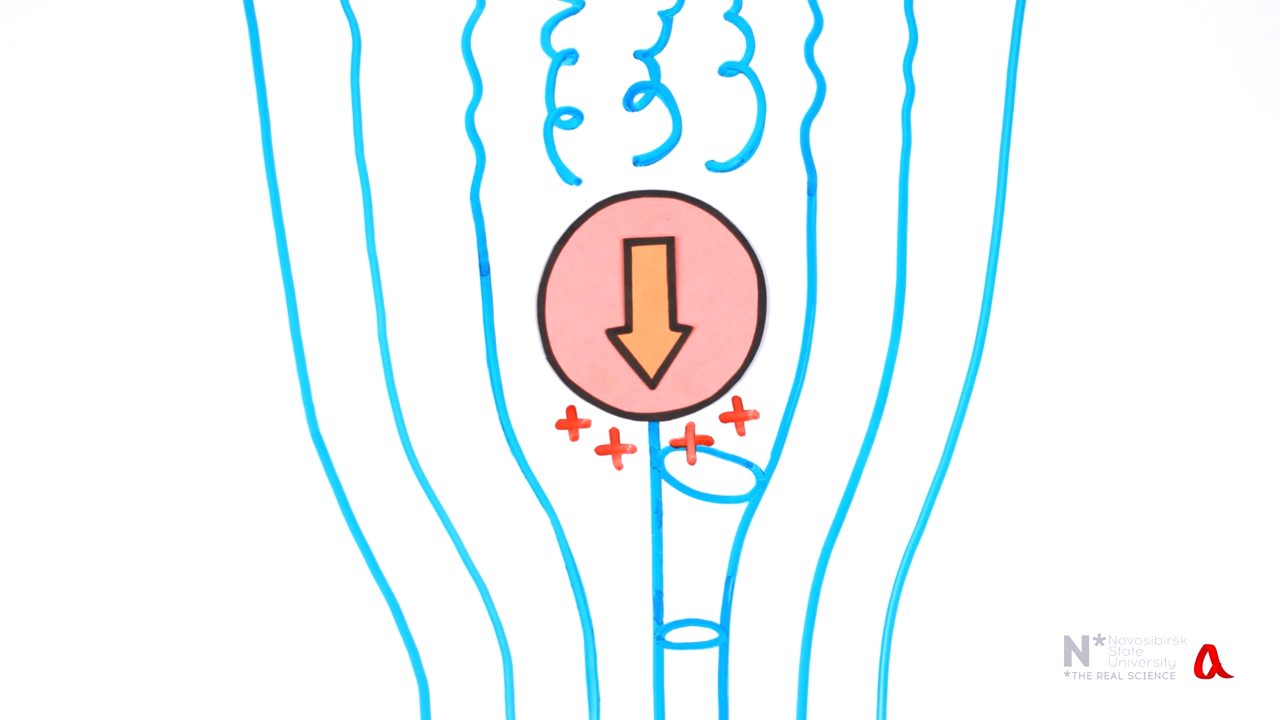 + + + +
N* Novosibirsk
State
University
*THE REAL SCIENCE
a